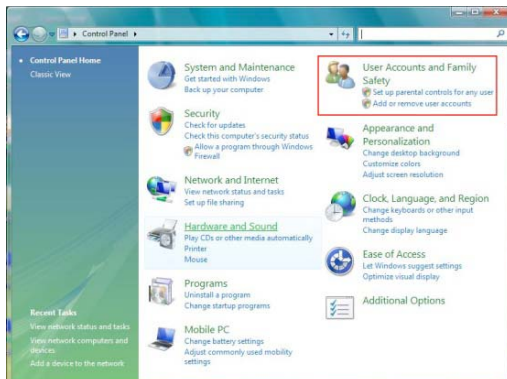 Control Panel
Control Panel Home
Classic View
System and Maintenance
Get started with Windows
Back up your computer
Security
Check for updates
Check this computer's security status
Allow a program through Windows
Firewall
Network and Internet
View network status and tasks
Set up file sharing
Hardware and Sound
Play CDs or other media automatically
Printer
Mouse
Programs
Uninstall a program
Change startup programs
Mobile PC
Change battery settings
Adjust commonly used mobility
settings
User Accounts and Family
Safety
Set up parental controls for any user
Add or remove user accounts
Appearance and
Personalization
Change desktop background
Customize colors
Adjust screen resolution
Clock, Language, and Region
Change keyboards or other input
methods
Change display language
Ease of Access
Let Windows suggest settings
Optimize visual display
Additional Options
Recent Tasks
View network status and tasks
View network computers and
devices
Add a device to the network